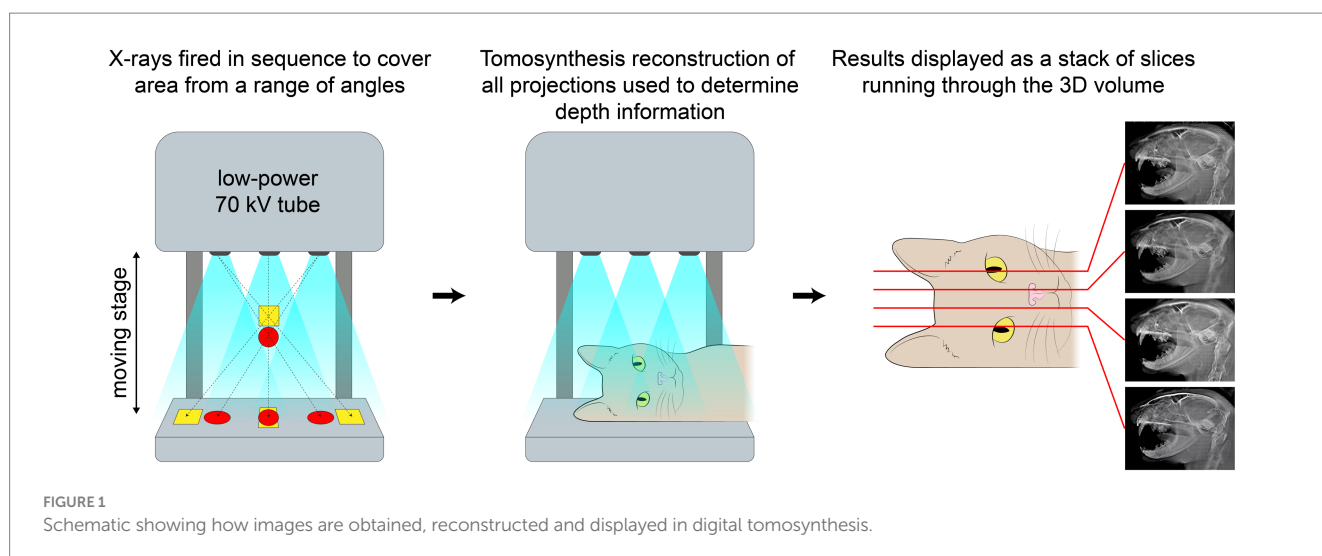 X-rays fired in sequence to cover
area from a range of angles
Tomosynthesis reconstruction of
all projections used to determine
depth information
Results displayed as a stack of slices
running through the 3D volume
low-power
70 kV tube
moving stage
FIGURE 1
Schematic showing how images are obtained, reconstructed and displayed in digital tomosynthesis.